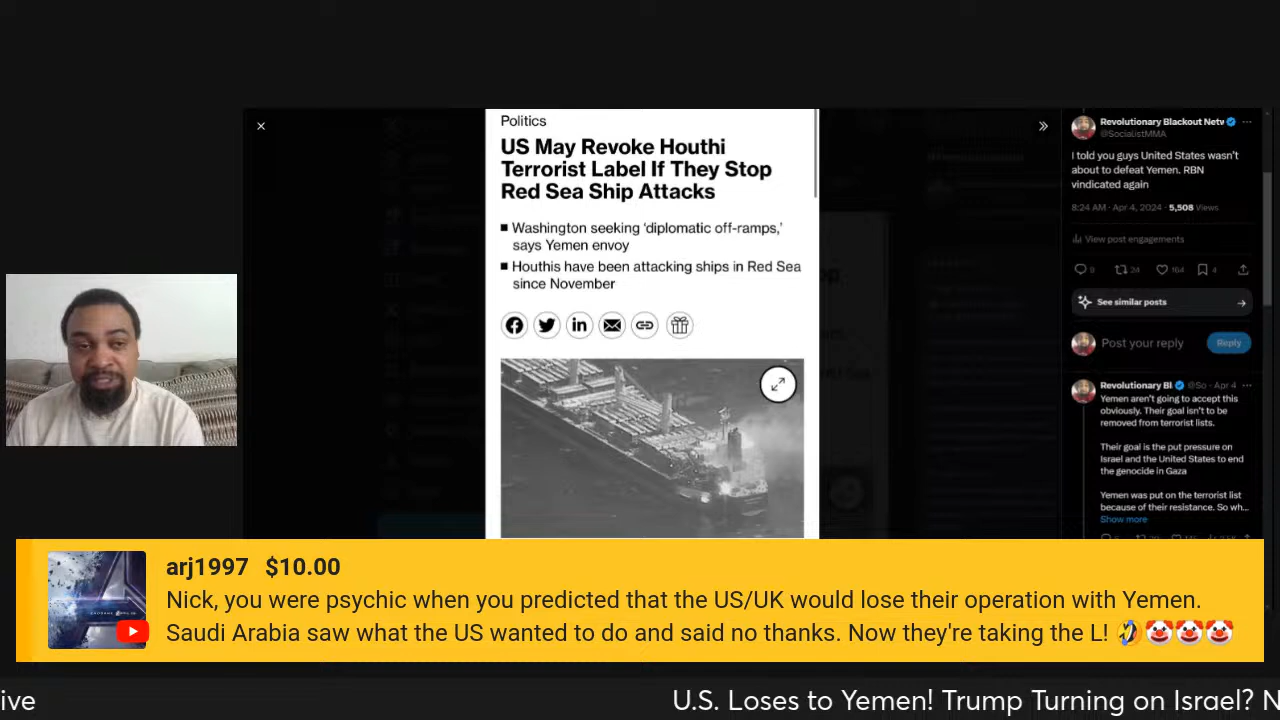 Politics
US May Revoke Houthi
Terrorist Label If They Stop
Red Sea Ship Attacks
Washington seeking ‘diplomatic off-ramps,’
says Yemen envoy
Houthis have been attacking ships in Red Sea
since November
Revolutionary Blackout Netw
@SocialistMMA
I told you guys United States wasn't
about to defeat Yemen. RBN
vindicated again
8:24 AM · Apr 4, 2024 · 5,508 Views
View post engagements
9 24 164 4
See similar posts
Post your reply
Reply
Revolutionary Bl @So · Apr 4
Yemen aren't going to accept this
obviously. Their goal isn't to be
removed from terrorist lists.
Their goal is the put pressure on
Israel and the United States to end
the genocide in Gaza
Yemen was put on the terrorist list
because of their resistance. So wh...
Show more
arj1997 $10.00
Nick, you were psychic when you predicted that the US/UK would lose their operation with Yemen.
Saudi Arabia saw what the US wanted to do and said no thanks. Now they're taking the L! 🤣🤡🤡🤡
ive U.S. Loses to Yemen! Trump Turning on Israel? N